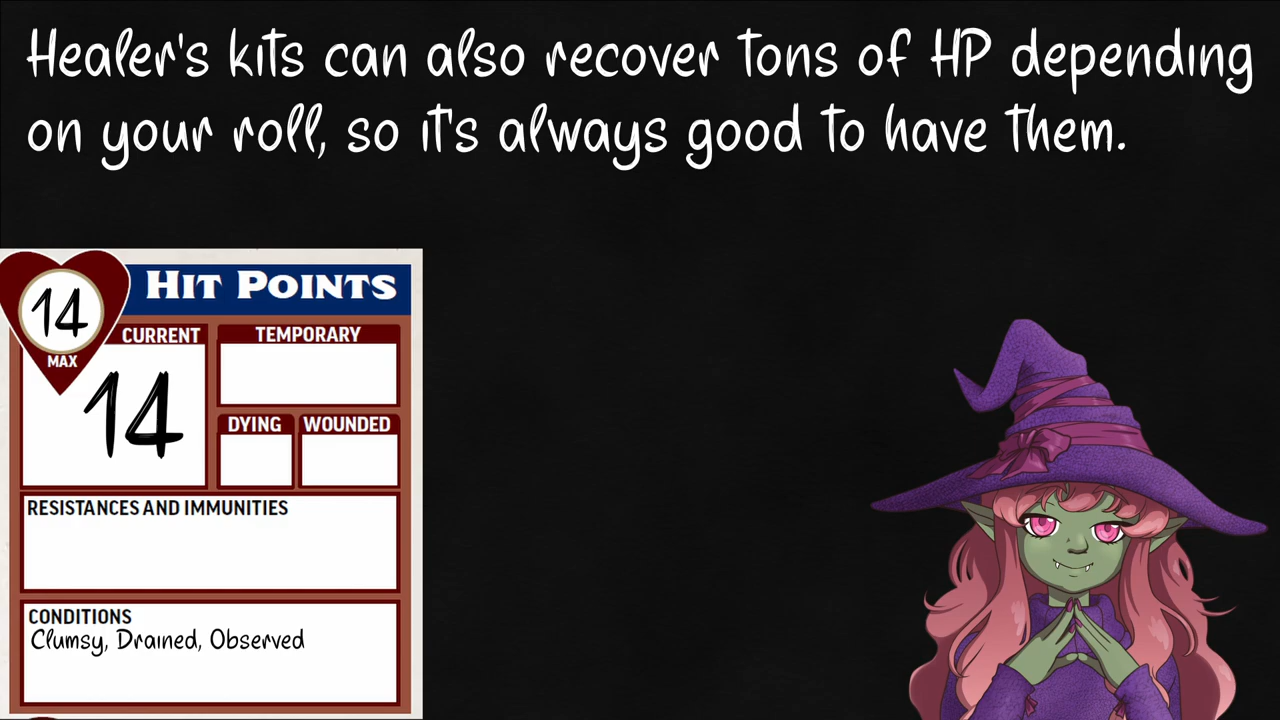 Healer's kits can also recover tons of HP depending
on your roll, so it's always good to have them.
HIT POINTS
14
MAX
CURRENT
14
TEMPORARY
DYING
WOUNDED
RESISTANCES AND IMMUNITIES
CONDITIONS
Clumsy, Drained, Observed